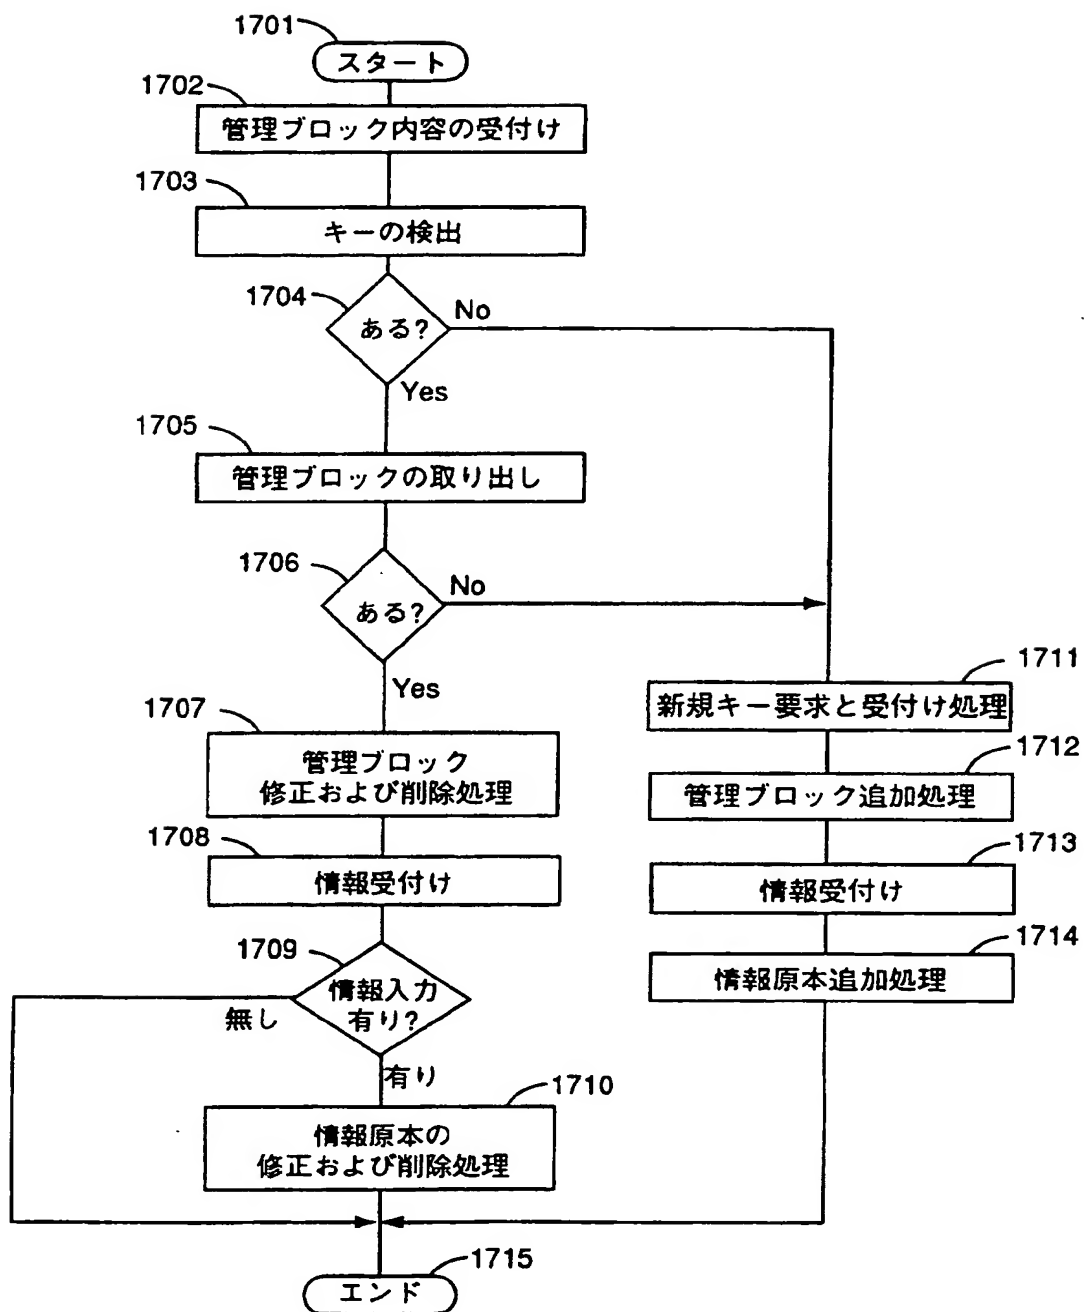 1701
スタート
1702
管理ブロック内容の受付け
1703
キーの検出
1704
ある?
No
Yes
1705
管理ブロックの取り出し
1706
ある?
No
Yes
1707
管理ブロック
修正および削除処理
1708
情報受付け
1709
情報入力
有り?
無し
有り
1710
情報原本の
修正および削除処理
1711
新規キー要求と受付け処理
1712
管理ブロック追加処理
1713
情報受付け
1714
情報原本追加処理
1715
エンド